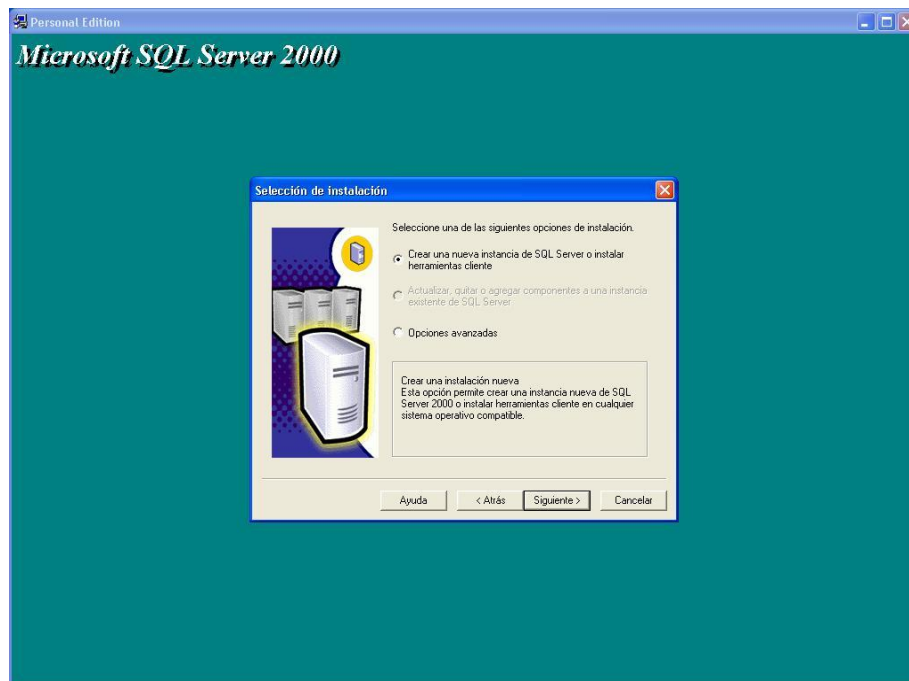 Personal Edition
Microsoft SQL Server 2000
Selección de instalación
Seleccione una de las siguientes opciones de instalación.
Crear una nueva instancia de SQL Server o instalar
herramientas cliente
Actualizar, quitar o agregar componentes a una instancia
existente de SQL Server
Opciones avanzadas
Crear una instalación nueva
Esta opción permite crear una instancia nueva de SQL
Server 2000 o instalar herramientas cliente en cualquier
sistema operativo compatible.
Ayuda < Atrás Siguiente > Cancelar